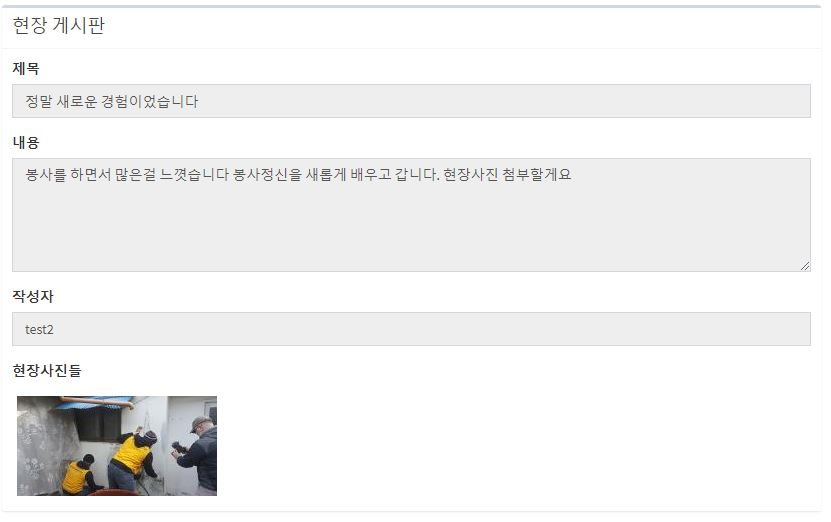 현장 게시판
제목
정말 새로운 경험이었습니다
내용
봉사를 하면서 많은걸 느꼇습니다 봉사정신을 새롭게 배우고 갑니다. 현장사진 첨부할게요
작성자
test2
현장사진들